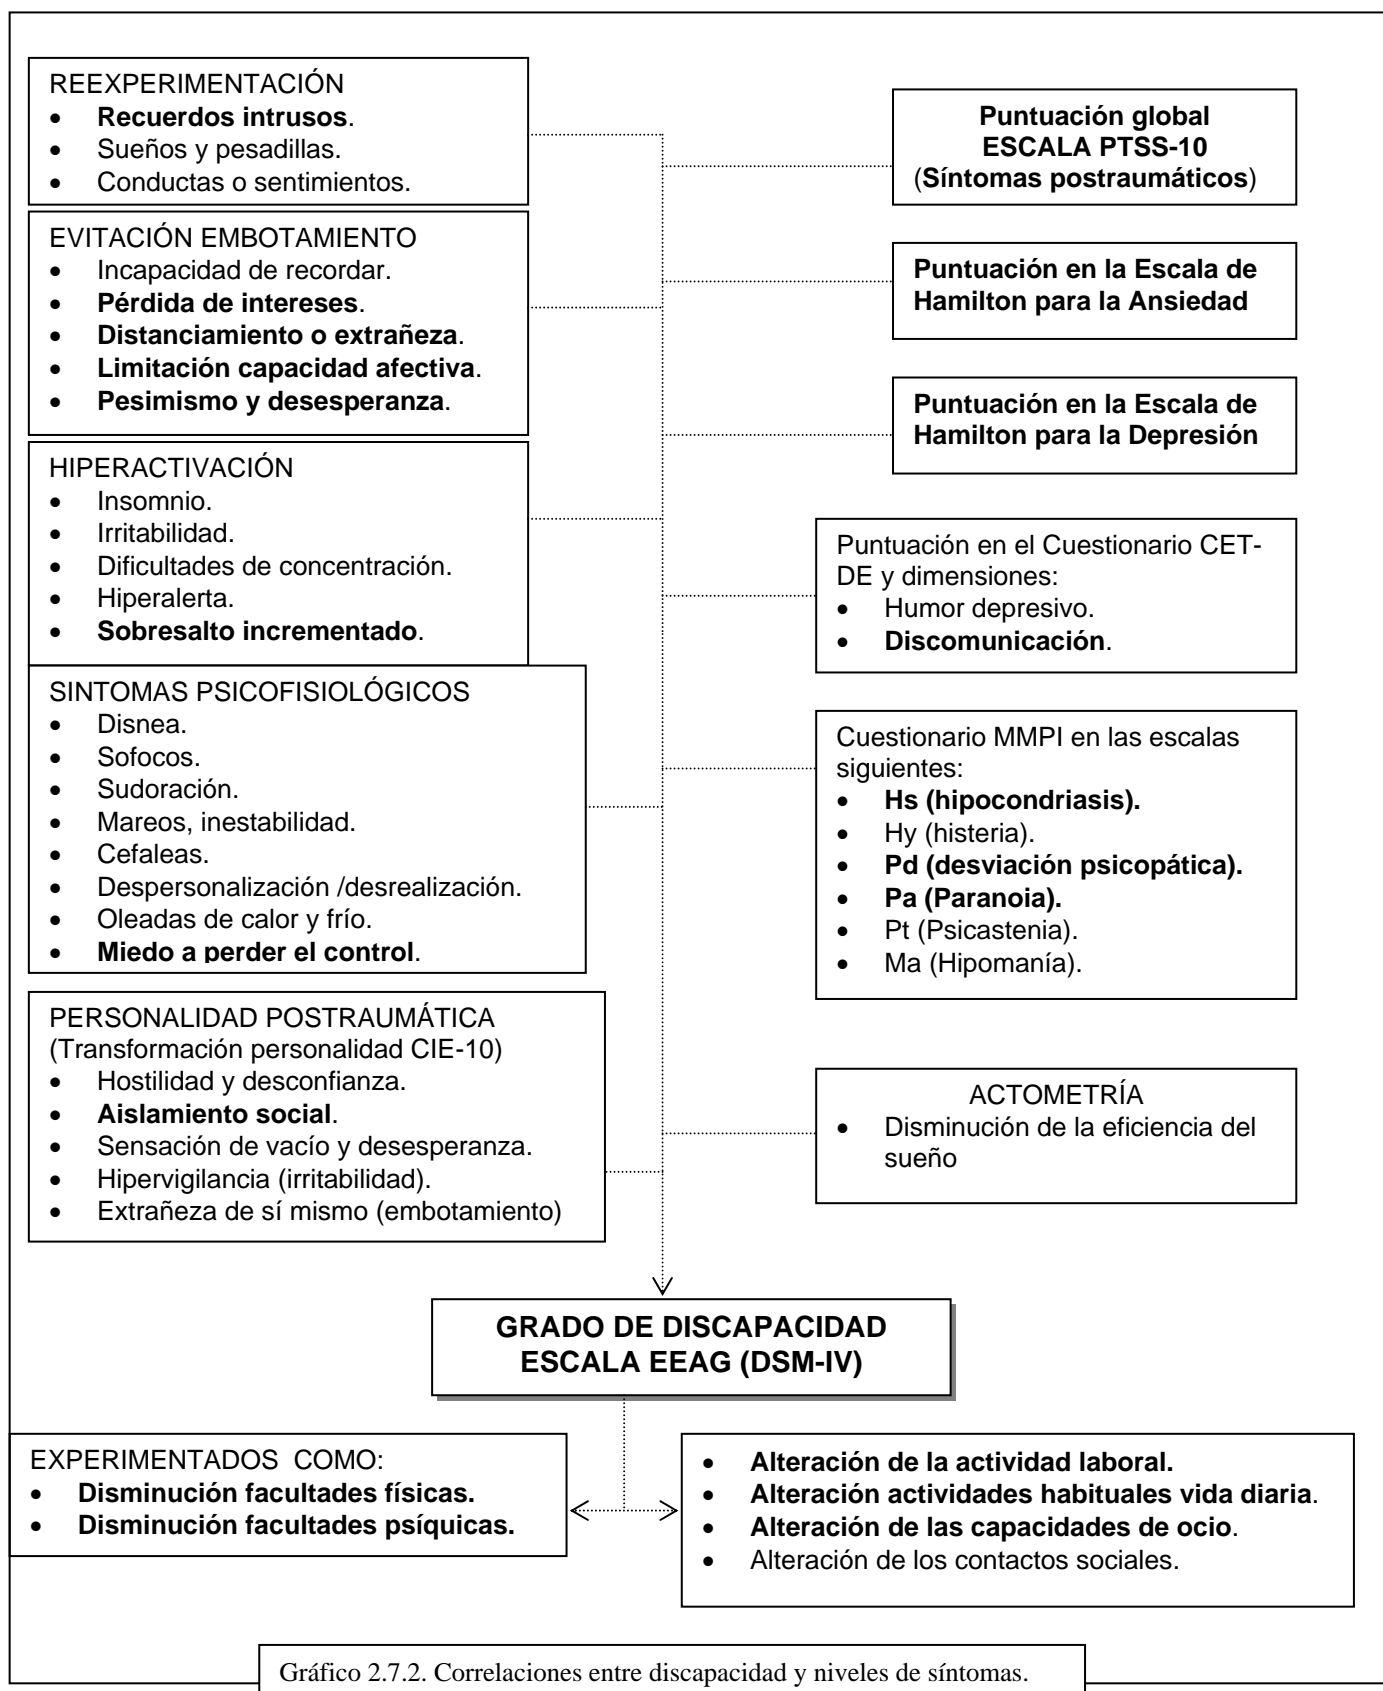 REEXPERIMENTACIÓN
• Recuerdos intrusos.
• Sueños y pesadillas.
• Conductas o sentimientos.
EVITACIÓN EMBOTAMIENTO
• Incapacidad de recordar.
• Pérdida de intereses.
• Distanciamiento o extrañeza.
• Limitación capacidad afectiva.
• Pesimismo y desesperanza.
HIPERACTIVACIÓN
• Insomnio.
• Irritabilidad.
• Dificultades de concentración.
• Hiperalerta.
• Sobresalto incrementado.
SINTOMAS PSICOFISIOLÓGICOS
• Disnea.
• Sofocos.
• Sudoración.
• Mareos, inestabilidad.
• Cefaleas.
• Despersonalización /desrealización.
• Oleadas de calor y frío.
• Miedo a perder el control.
PERSONALIDAD POSTRAUMÁTICA
(Transformación personalidad CIE-10)
• Hostilidad y desconfianza.
• Aislamiento social.
• Sensación de vacío y desesperanza.
• Hipervigilancia (irritabilidad).
• Extrañeza de sí mismo (embotamiento)
Puntuación global
ESCALA PTSS-10
(Síntomas postraumáticos)
Puntuación en la Escala de
Hamilton para la Ansiedad
Puntuación en la Escala de
Hamilton para la Depresión
Puntuación en el Cuestionario CET-
DE y dimensiones:
• Humor depresivo.
• Discomunicación.
Cuestionario MMPI en las escalas
siguientes:
• Hs (hipocondriasis).
• Hy (histeria).
• Pd (desviación psicopática).
• Pa (Paranoia).
• Pt (Psicastenia).
• Ma (Hipomanía).
ACTOMETRÍA
• Disminución de la eficiencia del
sueño
GRADO DE DISCAPACIDAD
ESCALA EEAG (DSM-IV)
EXPERIMENTADOS COMO:
• Disminución facultades físicas.
• Disminución facultades psíquicas.
• Alteración de la actividad laboral.
• Alteración actividades habituales vida diaria.
• Alteración de las capacidades de ocio.
• Alteración de los contactos sociales.
Gráfico 2.7.2. Correlaciones entre discapacidad y niveles de síntomas.